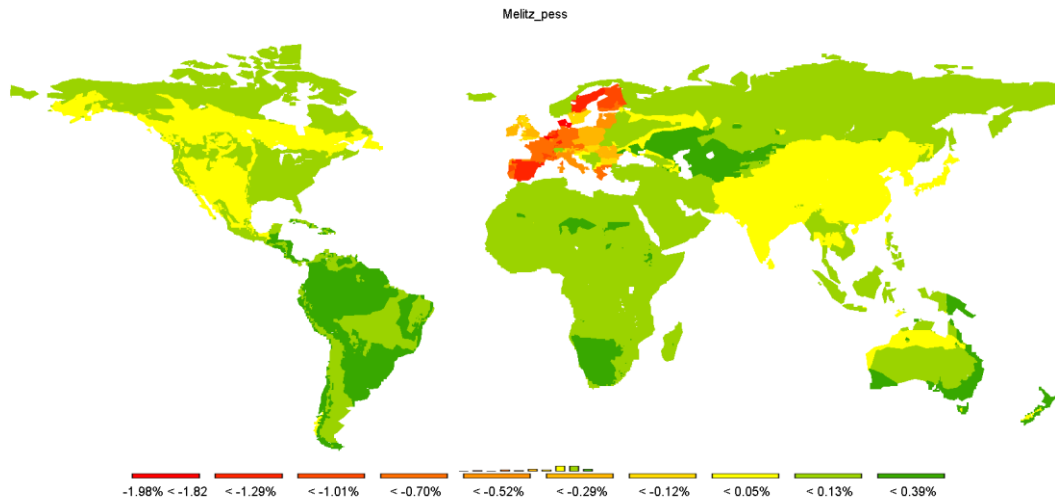 Melitz_pess
-1.98% < -1.82 < -1.29% < -1.01% < -0.70% < -0.52% < -0.29% < -0.12% < 0.05% < 0.13% < 0.39%